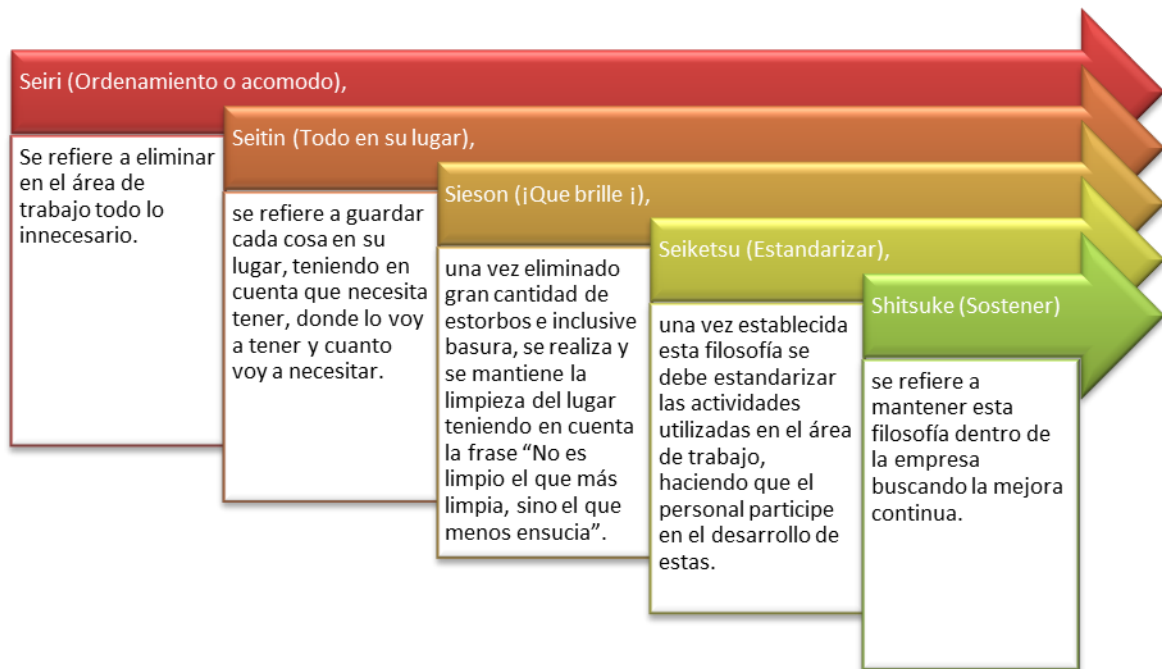 Seiri (Ordenamiento o acomodo),
Se refiere a eliminar
en el área de
trabajo todo lo
innecesario.
Seitin (Todo en su lugar),
se refiere a guardar
cada cosa en su
lugar, teniendo en
cuenta que necesita
tener, donde lo voy
a tener y cuanto
voy a necesitar.
Sieson (¡Que brille ¡),
una vez eliminado
gran cantidad de
estorbos e inclusive
basura, se realiza y
se mantiene la
limpieza del lugar
teniendo en cuenta
la frase “No es
limpio el que más
limpia, sino el que
menos ensucia”.
Seiketsu (Estandarizar),
una vez establecida
esta filosofía se
debe estandarizar
las actividades
utilizadas en el área
de trabajo,
haciendo que el
personal participe
en el desarrollo de
estas.
Shitsuke (Sostener)
se refiere a
mantener esta
filosofía dentro de
la empresa
buscando la mejora
continua.